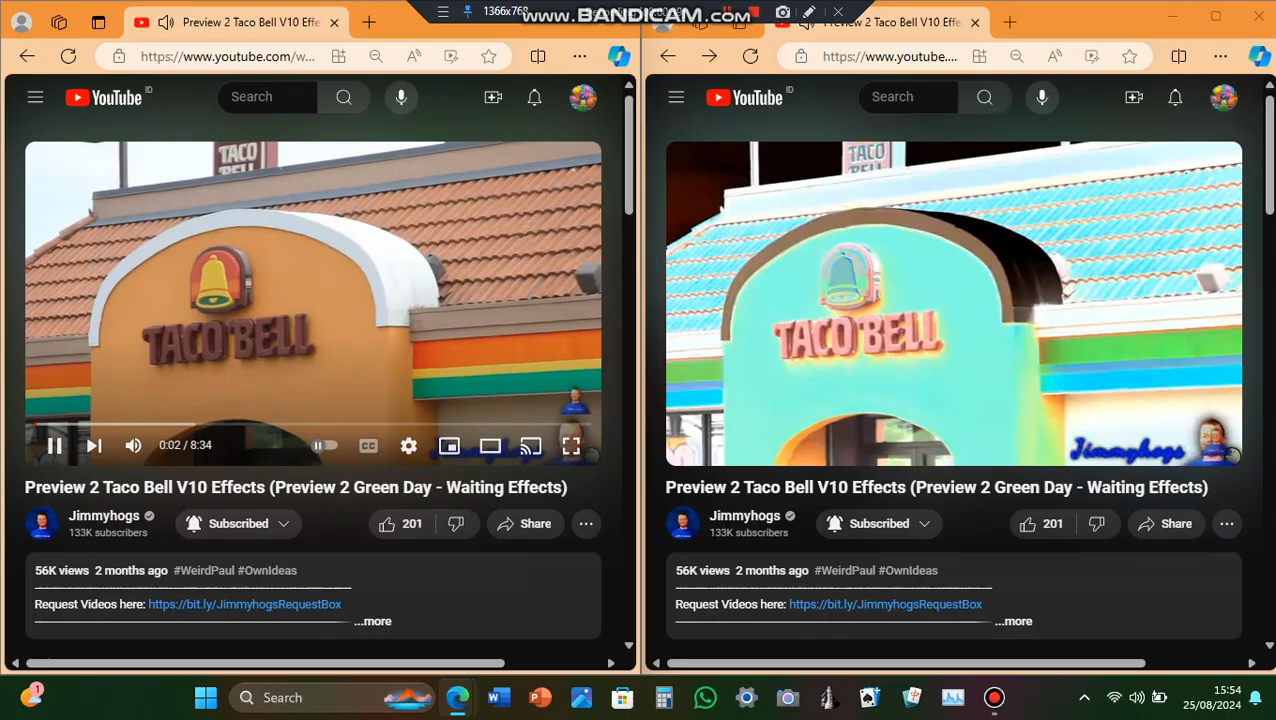 1366x768
www.BANDICAM.com
Preview 2 Taco Bell V10 Effe
Preview 2 Taco Bell V10 Effe
https://www.youtube.com/w...
https://www.youtube....
YouTube ID
Search
YouTube ID
Search
TACO BELL
TACO BELL
TACO BELL
TACO BELL
Jimmyhogs
0:02 / 8:34
CC
Preview 2 Taco Bell V10 Effects (Preview 2 Green Day - Waiting Effects)
Jimmyhogs
133K subscribers
Subscribed
201
Share
56K views 2 months ago #WeirdPaul #OwnIdeas
Request Videos here: https://bit.ly/JimmyhogsRequestBox
...more
Preview 2 Taco Bell V10 Effects (Preview 2 Green Day - Waiting Effects)
Jimmyhogs
133K subscribers
Subscribed
201
Share
56K views 2 months ago #WeirdPaul #OwnIdeas
Request Videos here: https://bit.ly/JimmyhogsRequestBox
...more
1
Search
15:54
25/08/2024